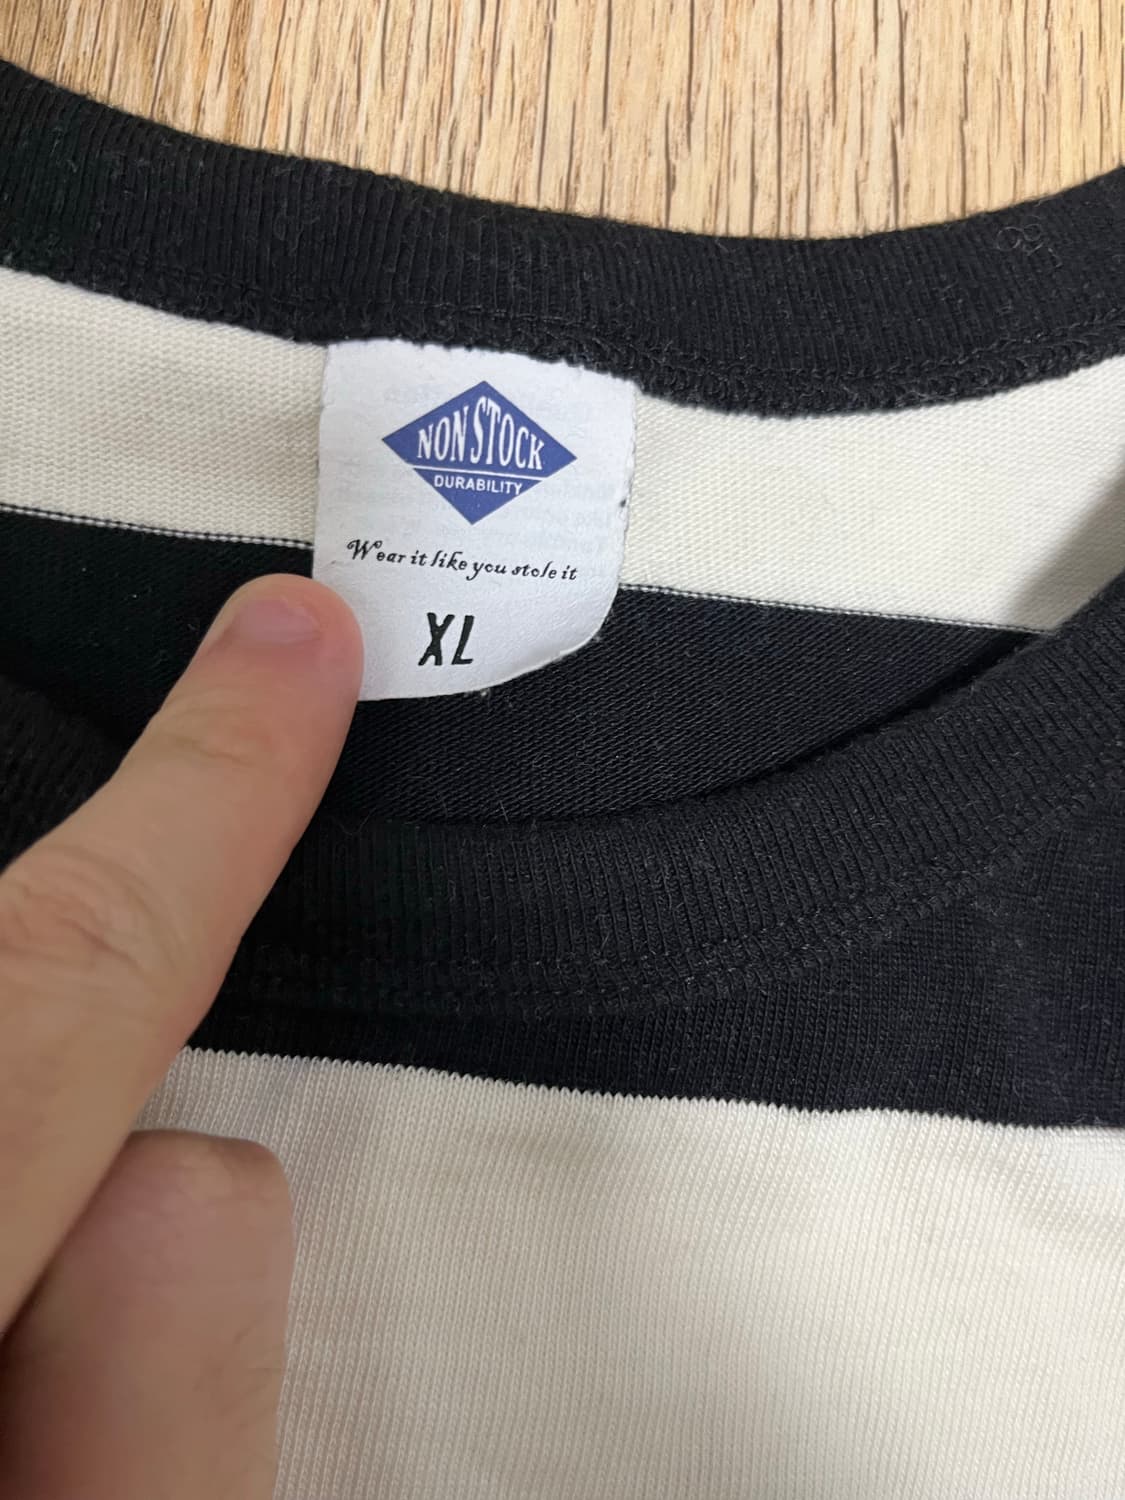 NON STOCK
DURABILITY
Wear it like you stole it
XL